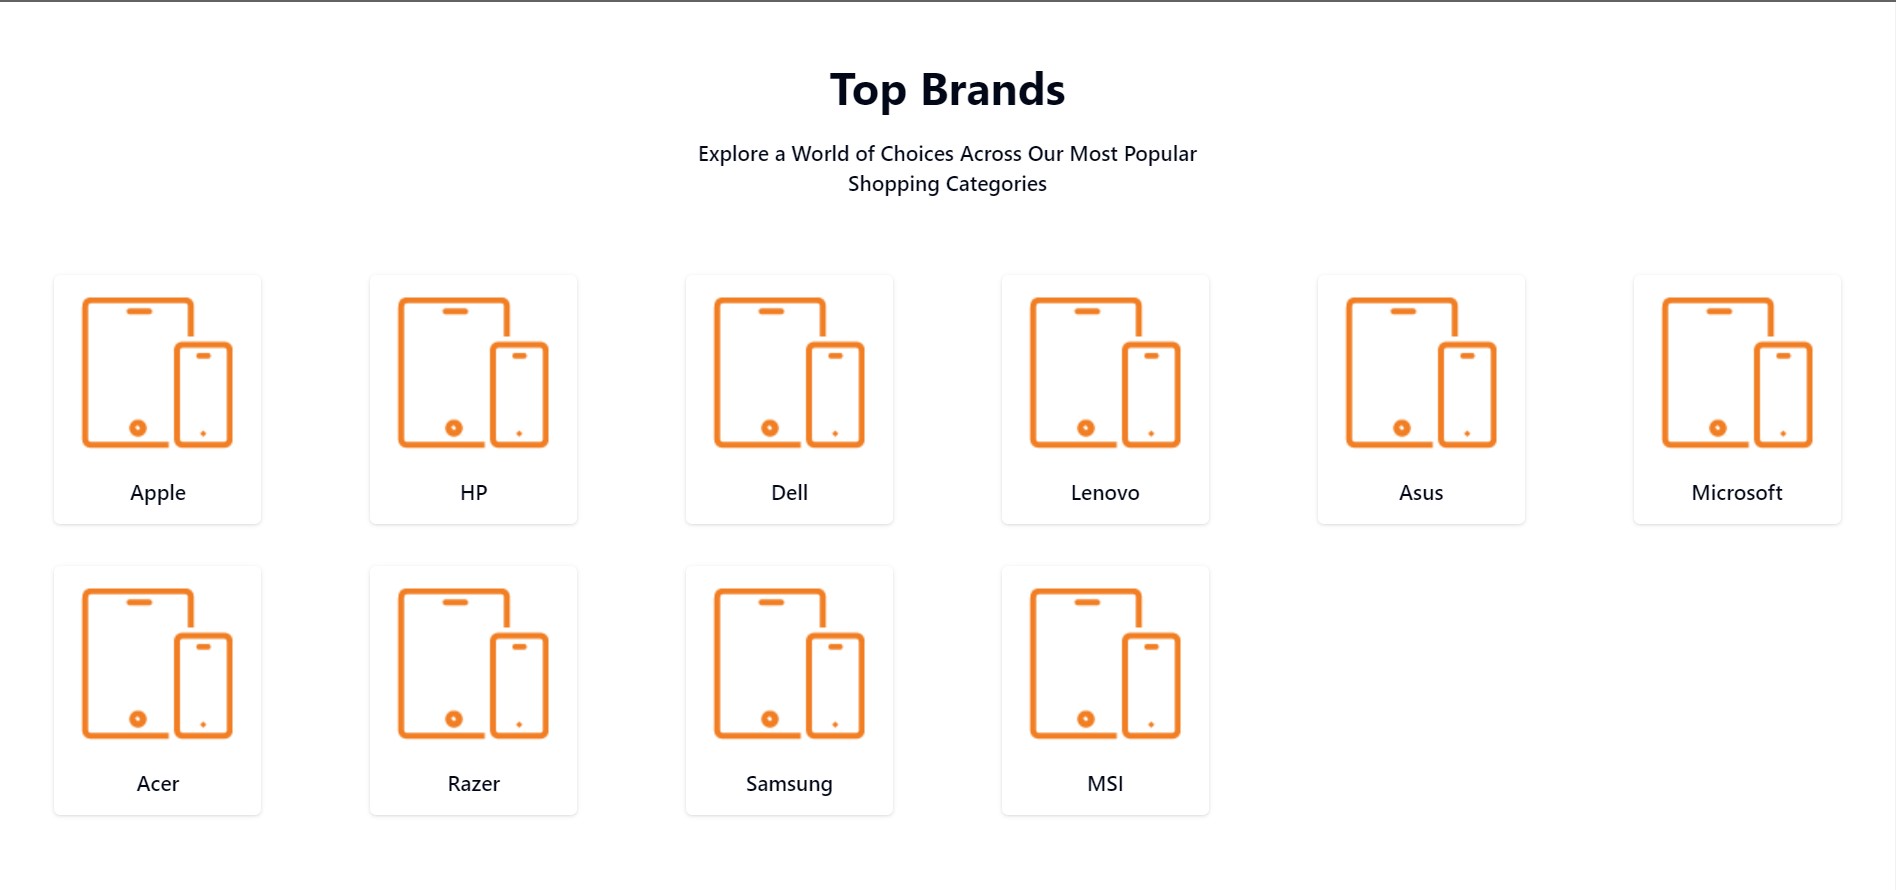 Top Brands
Explore a World of Choices Across Our Most Popular
Shopping Categories
Apple
HP
Dell
Lenovo
Asus
Microsoft
Acer
Razer
Samsung
MSI